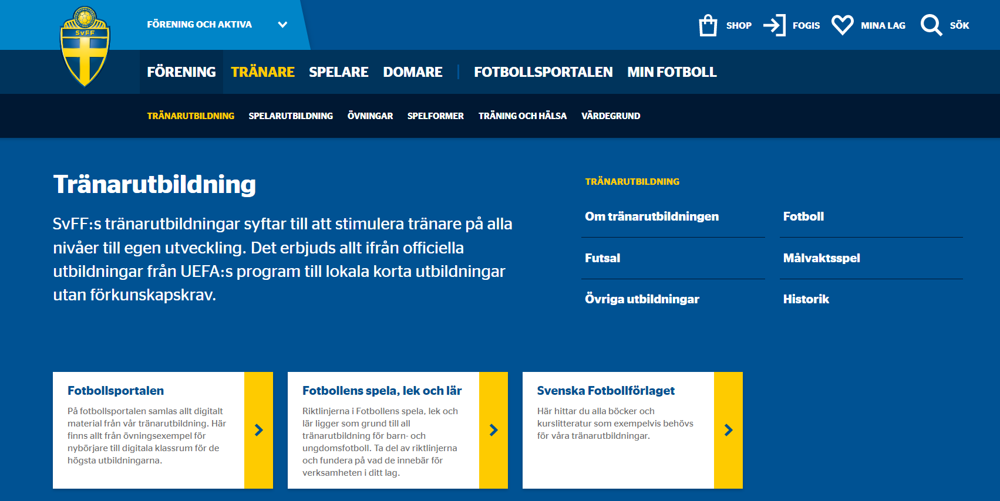 SvFF
FÖRENING OCH AKTIVA
SHOP
FOGIS
MINA LAG
SÖK
FÖRENING
TRÄNARE
SPELARE
DOMARE
FOTBOLLSPORTALEN
MIN FOTBOLL
TRÄNARUTBILDNING
SPELARUTBILDNING
ÖVNINGAR
SPELFORMER
TRÄNING OCH HÄLSA
VÄRDEGRUND
Tränarutbildning
SvFF:s tränarutbildningar syftar till att stimulera tränare på alla
nivåer till egen utveckling. Det erbjuds allt ifrån officiella
utbildningar från UEFA:s program till lokala korta utbildningar
utan förkunskapskrav.
TRÄNARUTBILDNING
Om tränarutbildningen
Fotboll
Futsal
Målvaktsspel
Övriga utbildningar
Historik
Fotbollsportalen
På fotbollsportalen samlas allt digitalt
material från vår tränarutbildning. Här
finns allt från övningsexempel för
nybörjare till digitala klassrum för de
högsta utbildningarna.
Fotbollens spela, lek och lär
Riktlinjerna i Fotbollens spela, lek och
lär ligger som grund till all
tränarutbildning för barn- och
ungdomsfotboll. Ta del av riktlinjerna
och fundera på vad de innebär för
verksamheten i ditt lag.
Svenska Fotbollförlaget
Här hittar du alla böcker och
kurslitteratur som exempelvis behövs
för våra tränarutbildningar.